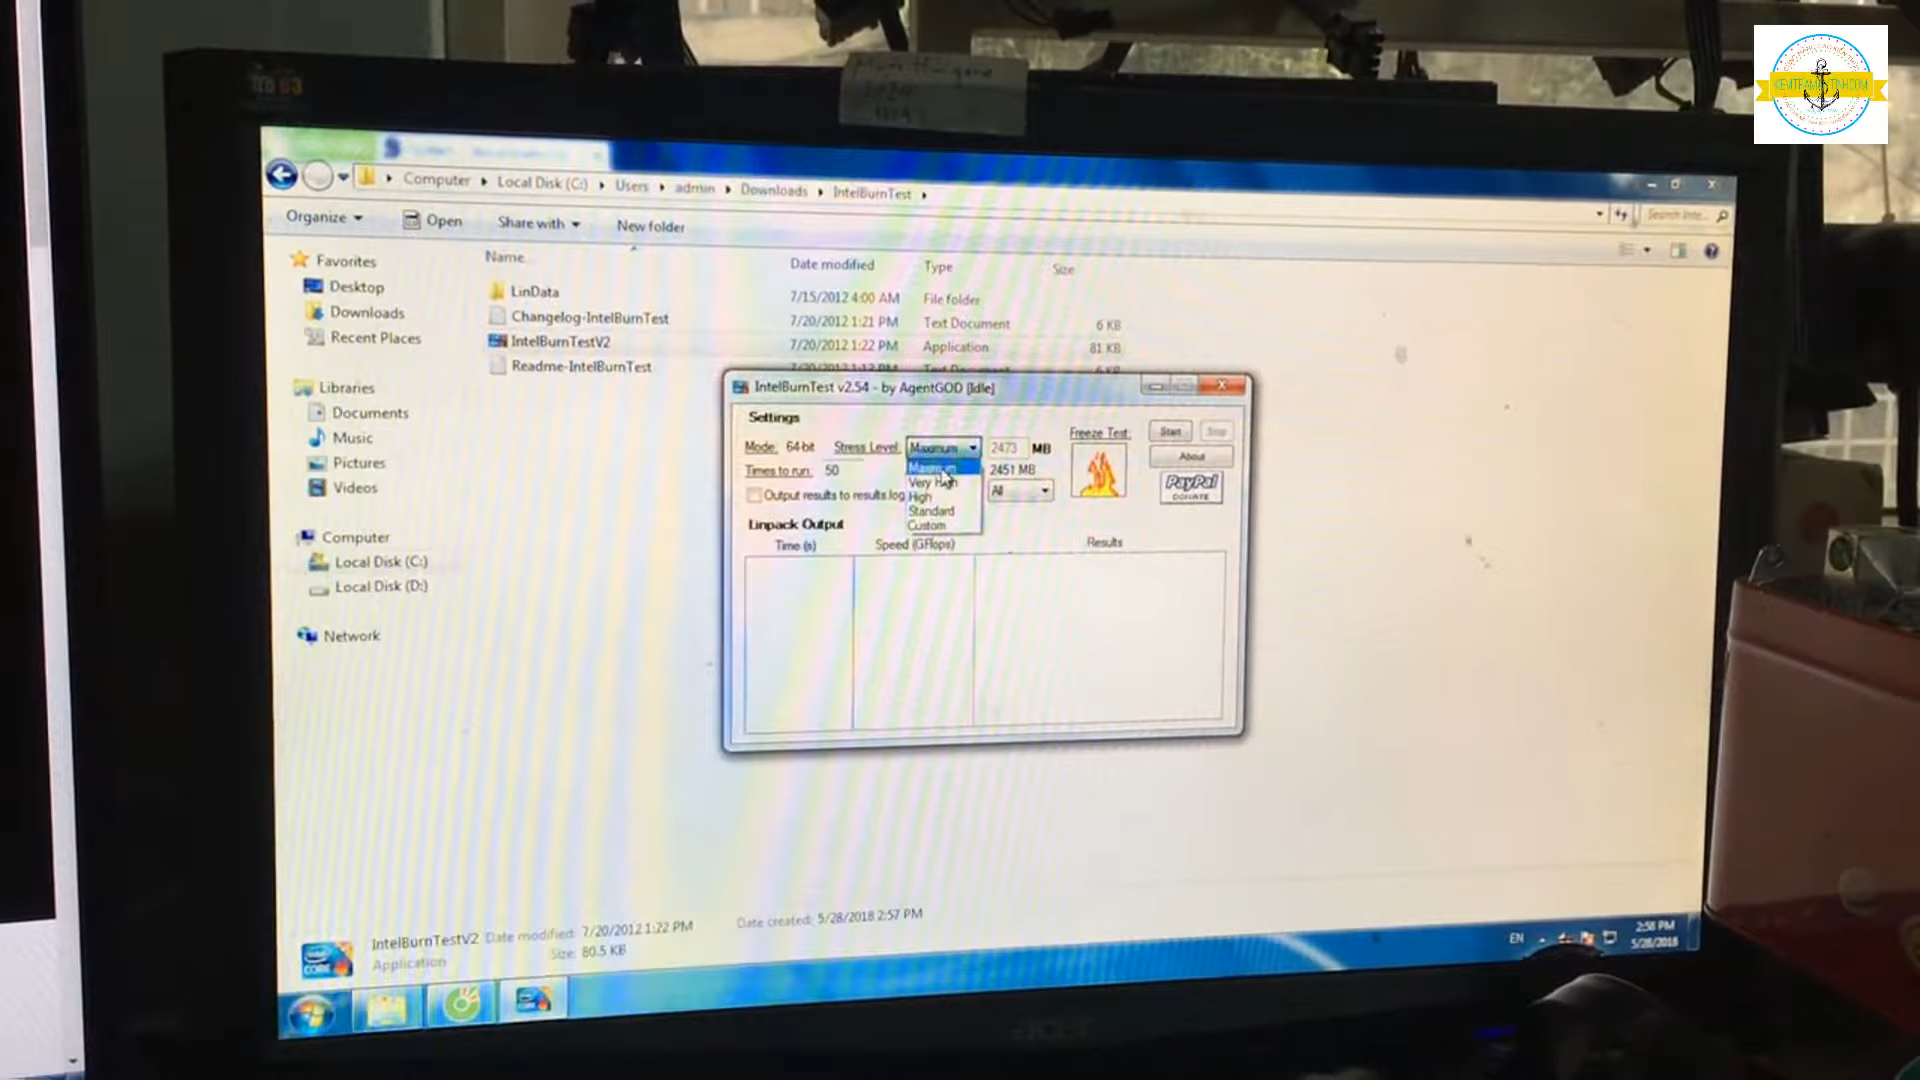 Computer Local Disk (C:) Users admin Downloads IntelBurnTest
Organize Open Share with New folder
Name Date modified Type Size
Favorites
Desktop
Downloads
Recent Places
Libraries
Documents
Music
Pictures
Videos
Computer
Local Disk (C:)
Local Disk (D:)
Network
LinData 7/15/2012 4:00 AM File folder
Changelog-IntelBurnTest 7/20/2012 1:21 PM Text Document 6 KB
IntelBurnTestV2 7/20/2012 1:22 PM Application 81 KB
Readme-IntelBurnTest
IntelBurnTest v2.54 - by AgentGOD [Idle]
Settings
Mode: 64-bit Stress Level: Maximum 2473 MB
Freeze Test:
Start Stop
Times to run: 50
2451 MB
About
Output results to results.log
All
PayPal
DONATE
Maximum
Very High
High
Standard
Custom
Linpack Output
Time (s) Speed (GFlops) Results
IntelBurnTestV2 Date modified: 7/20/2012 1:22 PM Date created: 5/28/2018 2:57 PM
Application Size: 80.5 KB
EN
2:58 PM
5/28/2018
acer